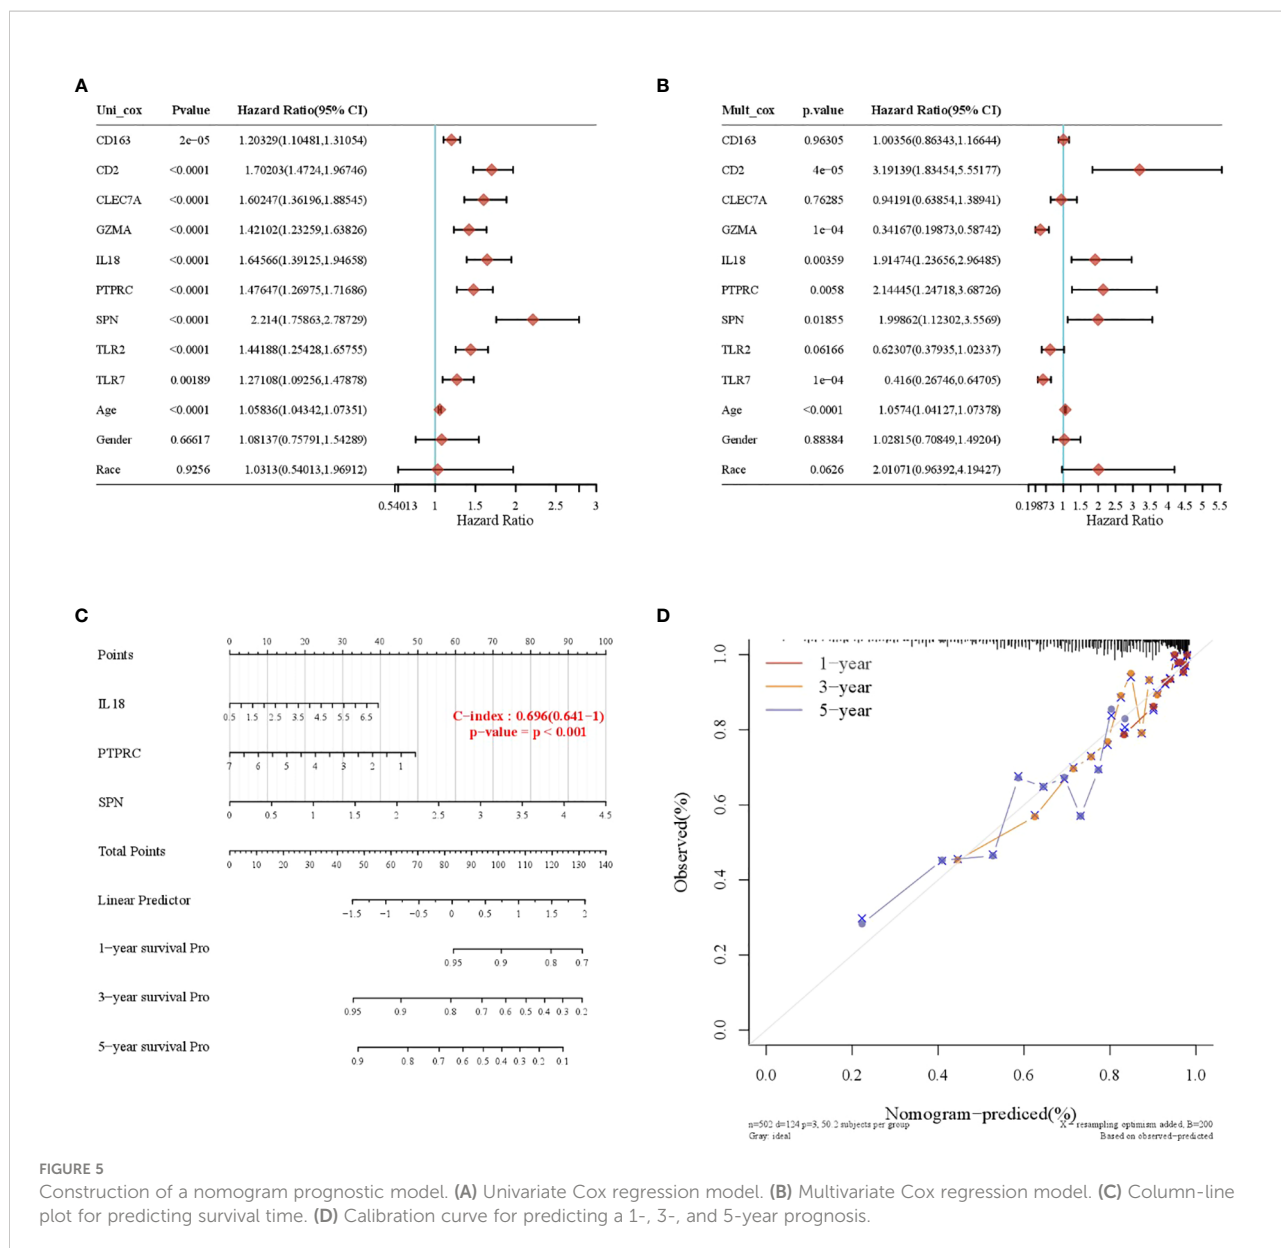 A
Uni_cox Pvalue Hazard Ratio(95% CI)
CD163 2e−05 1.20329(1.10481,1.31054)
CD2 <0.0001 1.70203(1.4724,1.96746)
CLEC7A <0.0001 1.60247(1.36196,1.88545)
GZMA <0.0001 1.42102(1.23259,1.63826)
IL18 <0.0001 1.64566(1.39125,1.94658)
PTPRC <0.0001 1.47647(1.26975,1.71686)
SPN <0.0001 2.214(1.75863,2.78729)
TLR2 <0.0001 1.44188(1.25428,1.65755)
TLR7 0.00189 1.27108(1.09256,1.47878)
Age <0.0001 1.05836(1.04342,1.07351)
Gender 0.66617 1.08137(0.75791,1.54289)
Race 0.9256 1.0313(0.54013,1.96912)
0.54013 1 1.5 2 2.5 3
Hazard Ratio
B
Mult_cox p.value Hazard Ratio(95% CI)
CD163 0.96305 1.00356(0.86343,1.16644)
CD2 4e−05 3.19139(1.83454,5.55177)
CLEC7A 0.76285 0.94191(0.63854,1.38941)
GZMA 1e−04 0.34167(0.19873,0.58742)
IL18 0.00359 1.91474(1.23656,2.96485)
PTPRC 0.0058 2.14445(1.24718,3.68726)
SPN 0.01855 1.99862(1.12302,3.5569)
TLR2 0.06166 0.62307(0.37935,1.02337)
TLR7 1e−04 0.416(0.26746,0.64705)
Age <0.0001 1.0574(1.04127,1.07378)
Gender 0.88384 1.02815(0.70849,1.49204)
Race 0.0626 2.01071(0.96392,4.19427)
0.19873 1 1.5 2 2.5 3 3.5 4 4.5 5 5.5
Hazard Ratio
C
0 10 20 30 40 50 60 70 80 90 100
Points
IL18
0.5 1.5 2.5 3.5 4.5 5.5 6.5
C−index : 0.696(0.641−1)
p−value = p < 0.001
PTPRC
7 6 5 4 3 2 1
SPN
0 0.5 1 1.5 2 2.5 3 3.5 4 4.5
Total Points
0 10 20 30 40 50 60 70 80 90 100 110 120 130 140
Linear Predictor
−1.5 −1 −0.5 0 0.5 1 1.5 2
1−year survival Pro
0.95 0.9 0.8 0.7
3−year survival Pro
0.95 0.9 0.8 0.7 0.6 0.5 0.4 0.3 0.2
5−year survival Pro
0.9 0.8 0.7 0.6 0.5 0.4 0.3 0.2 0.1
D
1−year
3−year
5−year
Observed(%)
1.0
0.8
0.6
0.4
0.2
0.0
0.0 0.2 0.4 0.6 0.8 1.0
Nomogram−prediced(%)
n=502 d=124 p=3, 50.2 subjects per group
Gray: ideal
X − resampling optimism added, B=200
Based on observed−predicted
FIGURE 5
Construction of a nomogram prognostic model. (A) Univariate Cox regression model. (B) Multivariate Cox regression model. (C) Column-line
plot for predicting survival time. (D) Calibration curve for predicting a 1-, 3-, and 5-year prognosis.